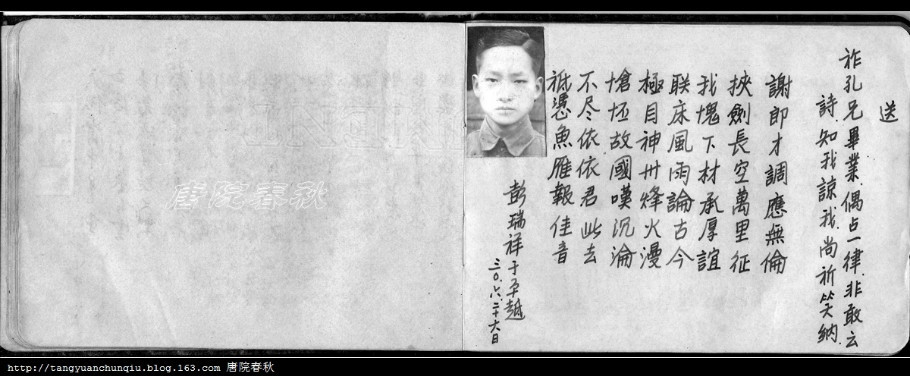 送
祚孔兄畢業偶占一律非敢云
詩知我諒我尚祈笑納
謝即才調應無倫
挾劍長空萬里征
我愧下材承厚誼
联床風雨論古今
極目神州烽火漫
愴怀故國嘆沉淪
不尽依依君此去
祗憑魚雁報佳音
彭瑞祥于平越
三〇.六.二十六日
唐院春秋
http://tangyuanchunqiu.blog.163.com 唐院春秋